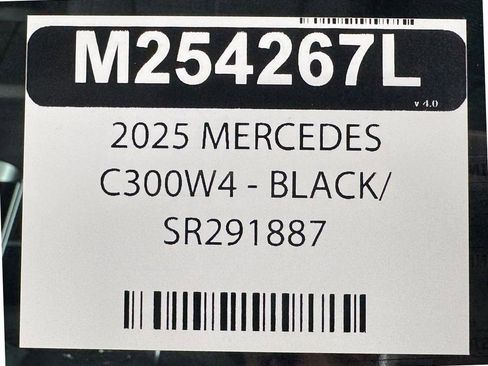 M254267L
v 4.0
2025 MERCEDES
C300W4 - BLACK/
SR291887